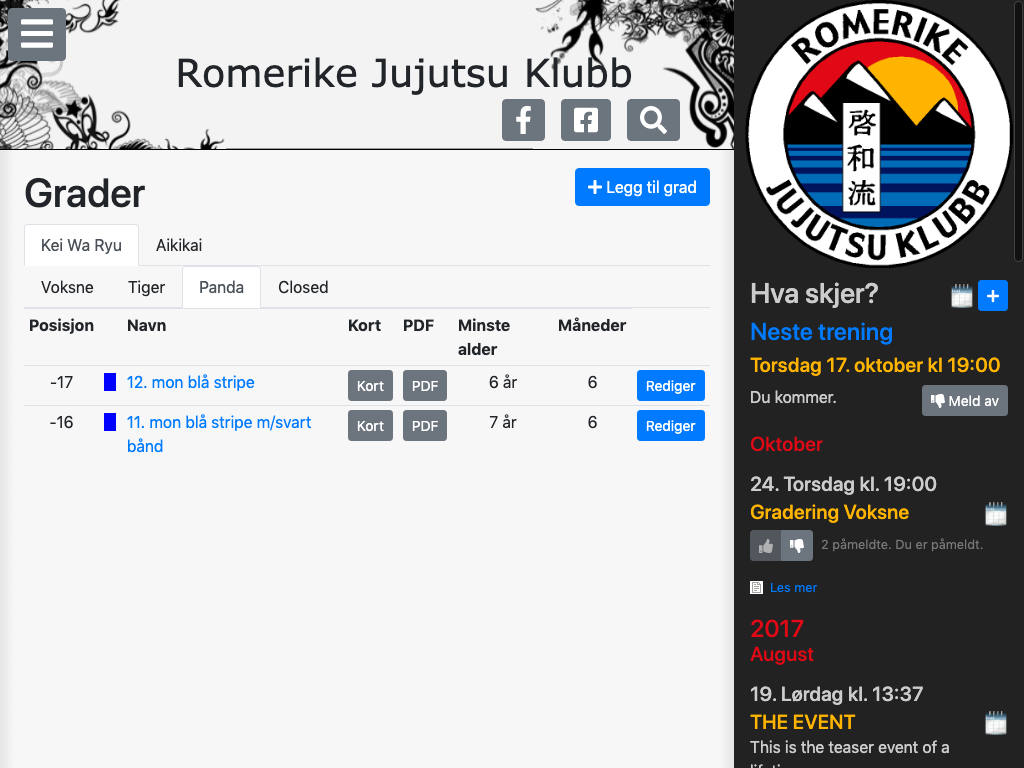 Romerike Jujutsu Klubb
Grader
Legg til grad
Kei Wa Ryu
Aikikai
Voksne
Tiger
Panda
Closed
Posisjon Navn Kort PDF Minste alder Måneder
-17 12. mon blå stripe Kort PDF 6 år 6 Rediger
-16 11. mon blå stripe m/svart Kort PDF 7 år 6 Rediger
bånd
ROMERIKE
啓和流
JUJUTSU KLUBB
Hva skjer?
Neste trening
Torsdag 17. oktober kl 19:00
Du kommer.
Meld av
Oktober
24. Torsdag kl. 19:00
Gradering Voksne
2 påmeldte. Du er påmeldt.
Les mer
2017
August
19. Lørdag kl. 13:37
THE EVENT
This is the teaser event of a